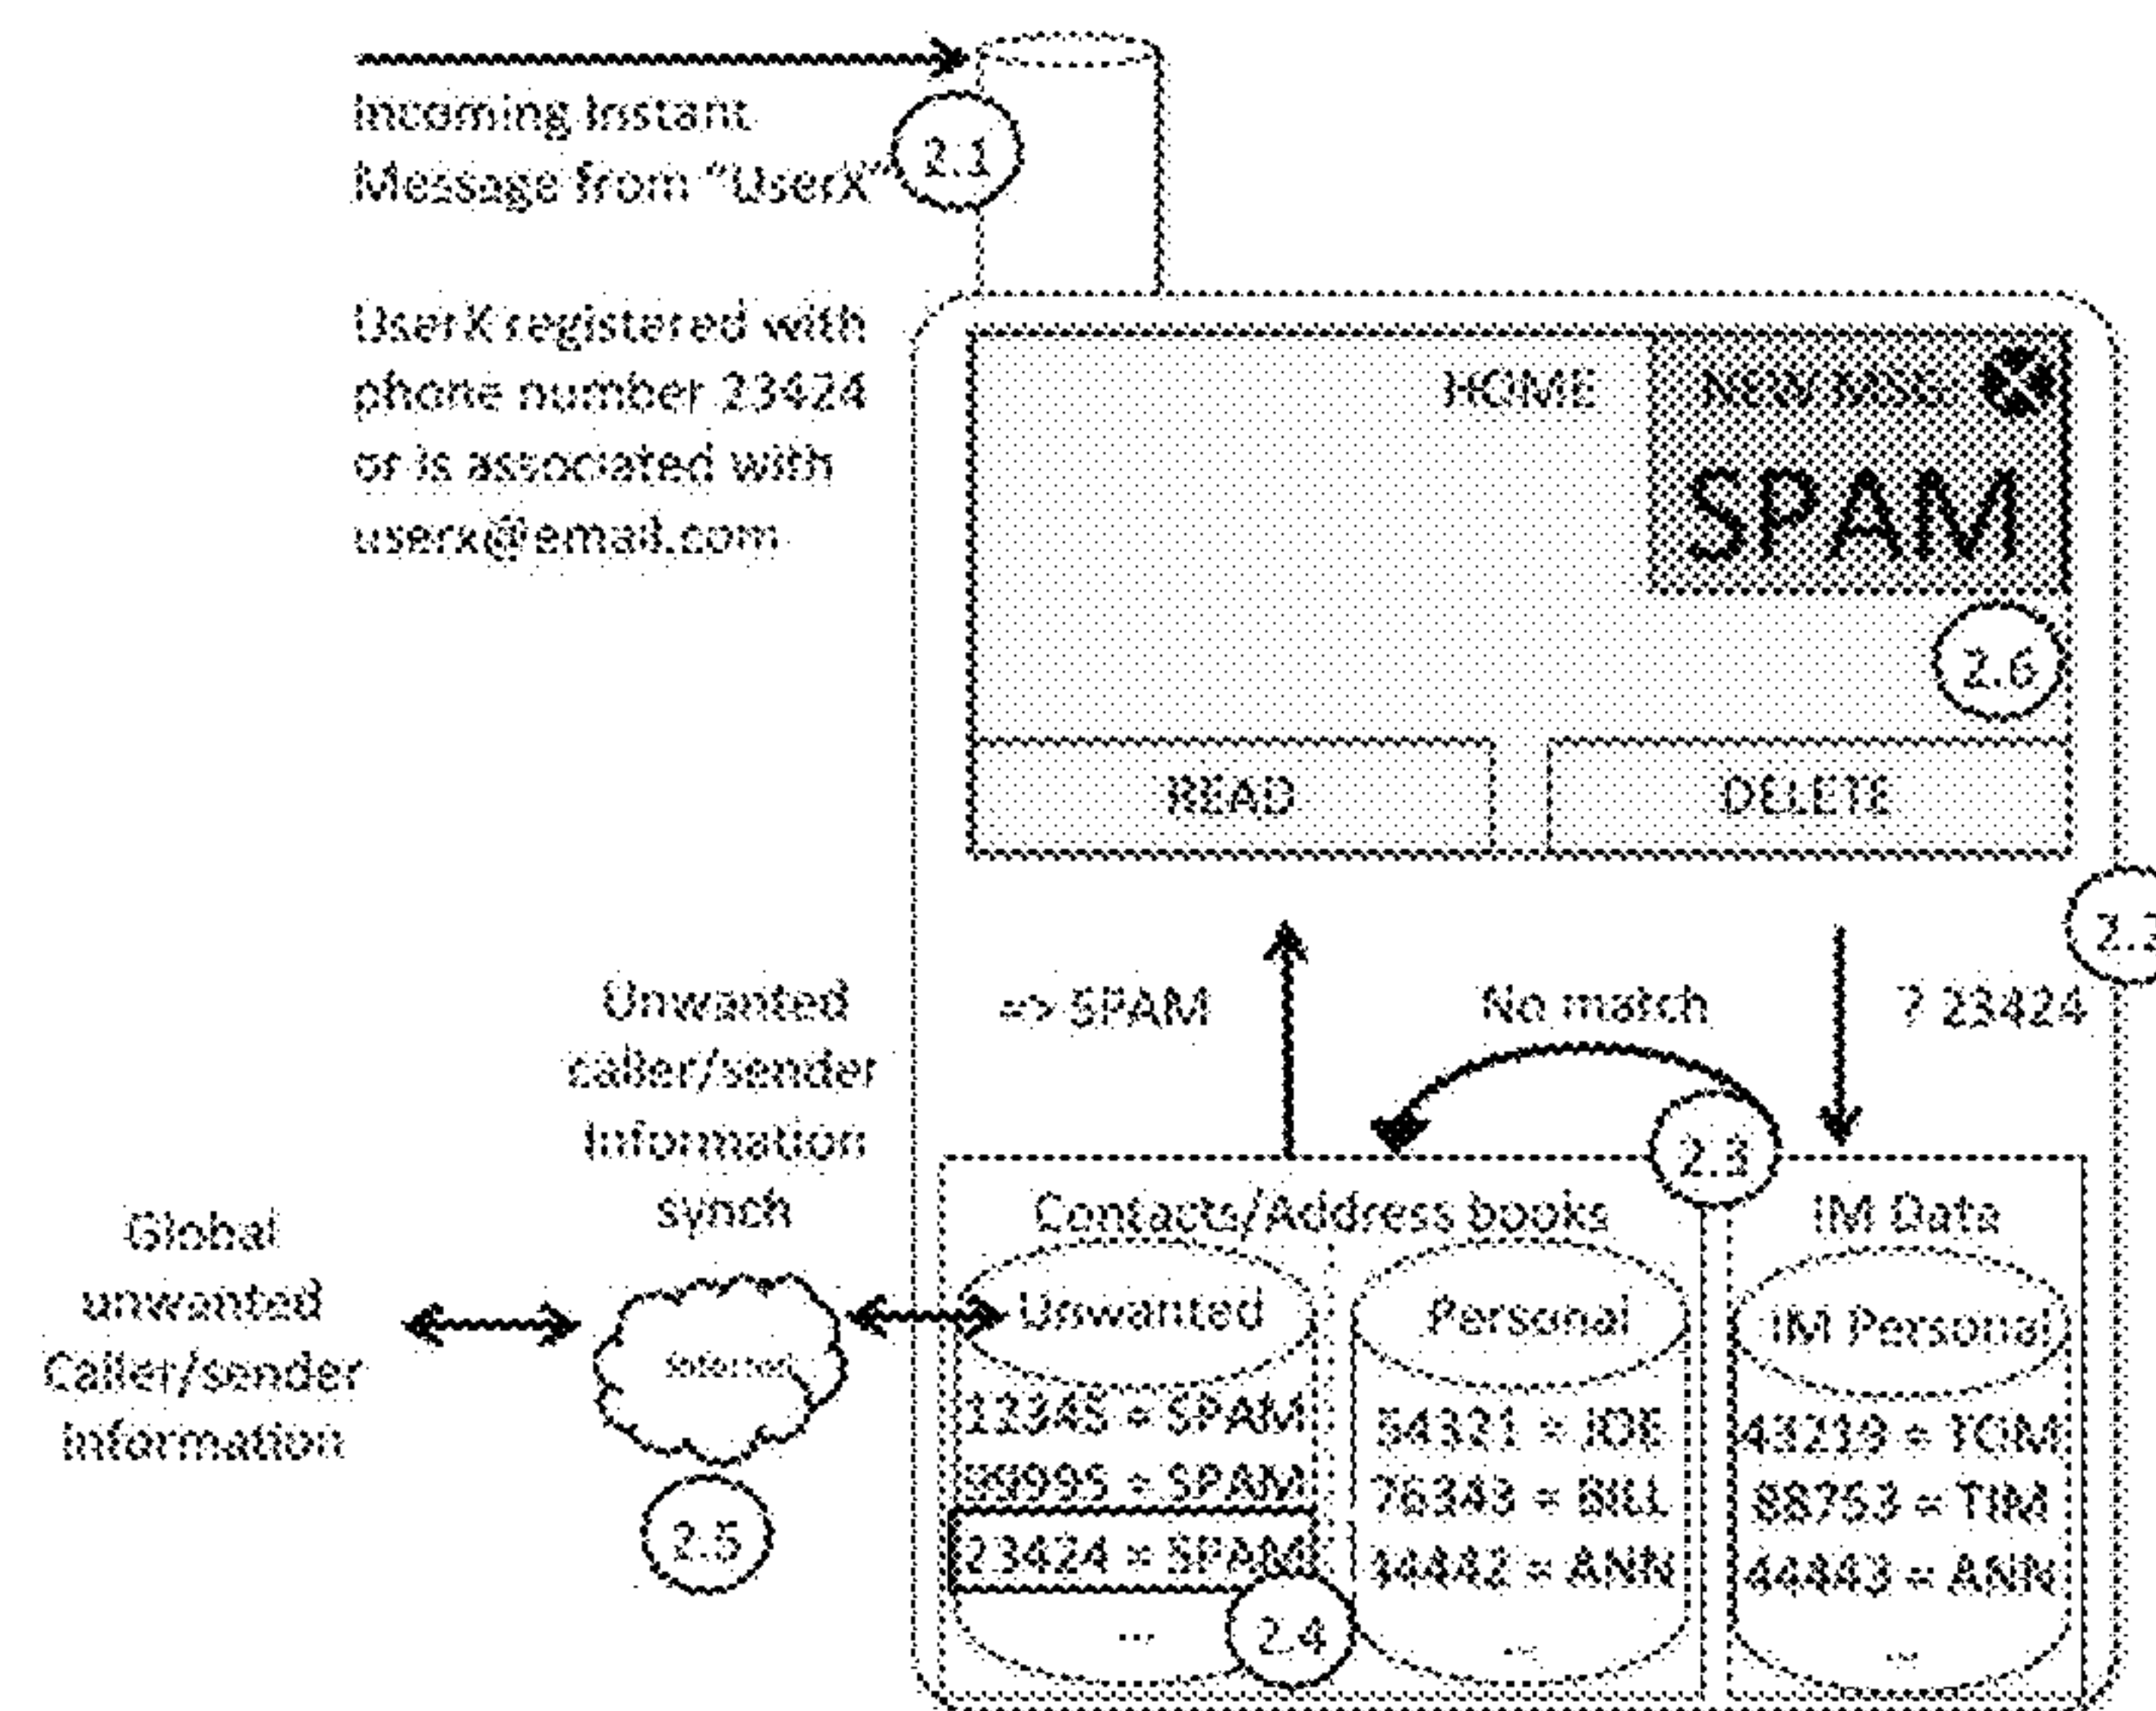 Incoming Instant
Message from "UserX"
2.1
UserX registered with
phone number 23424
or is associated with
userx@email.com
HOME
NEW MSG
SPAM
2.6
READ
DELETE
=> SPAM
No match
? 23424
Unwanted
caller/sender
Information
synch
2.3
Global
unwanted
Caller/sender
Information
Internet
2.5
Contacts/Address books
IM Data
Unwanted
12345 = SPAM
99995 = SPAM
23424 = SPAM
...
2.4
Personal
54321 = JOE
76343 = BILL
44442 = ANN
...
IM Personal
43219 = TOM
88753 = TIM
44443 = ANN
...